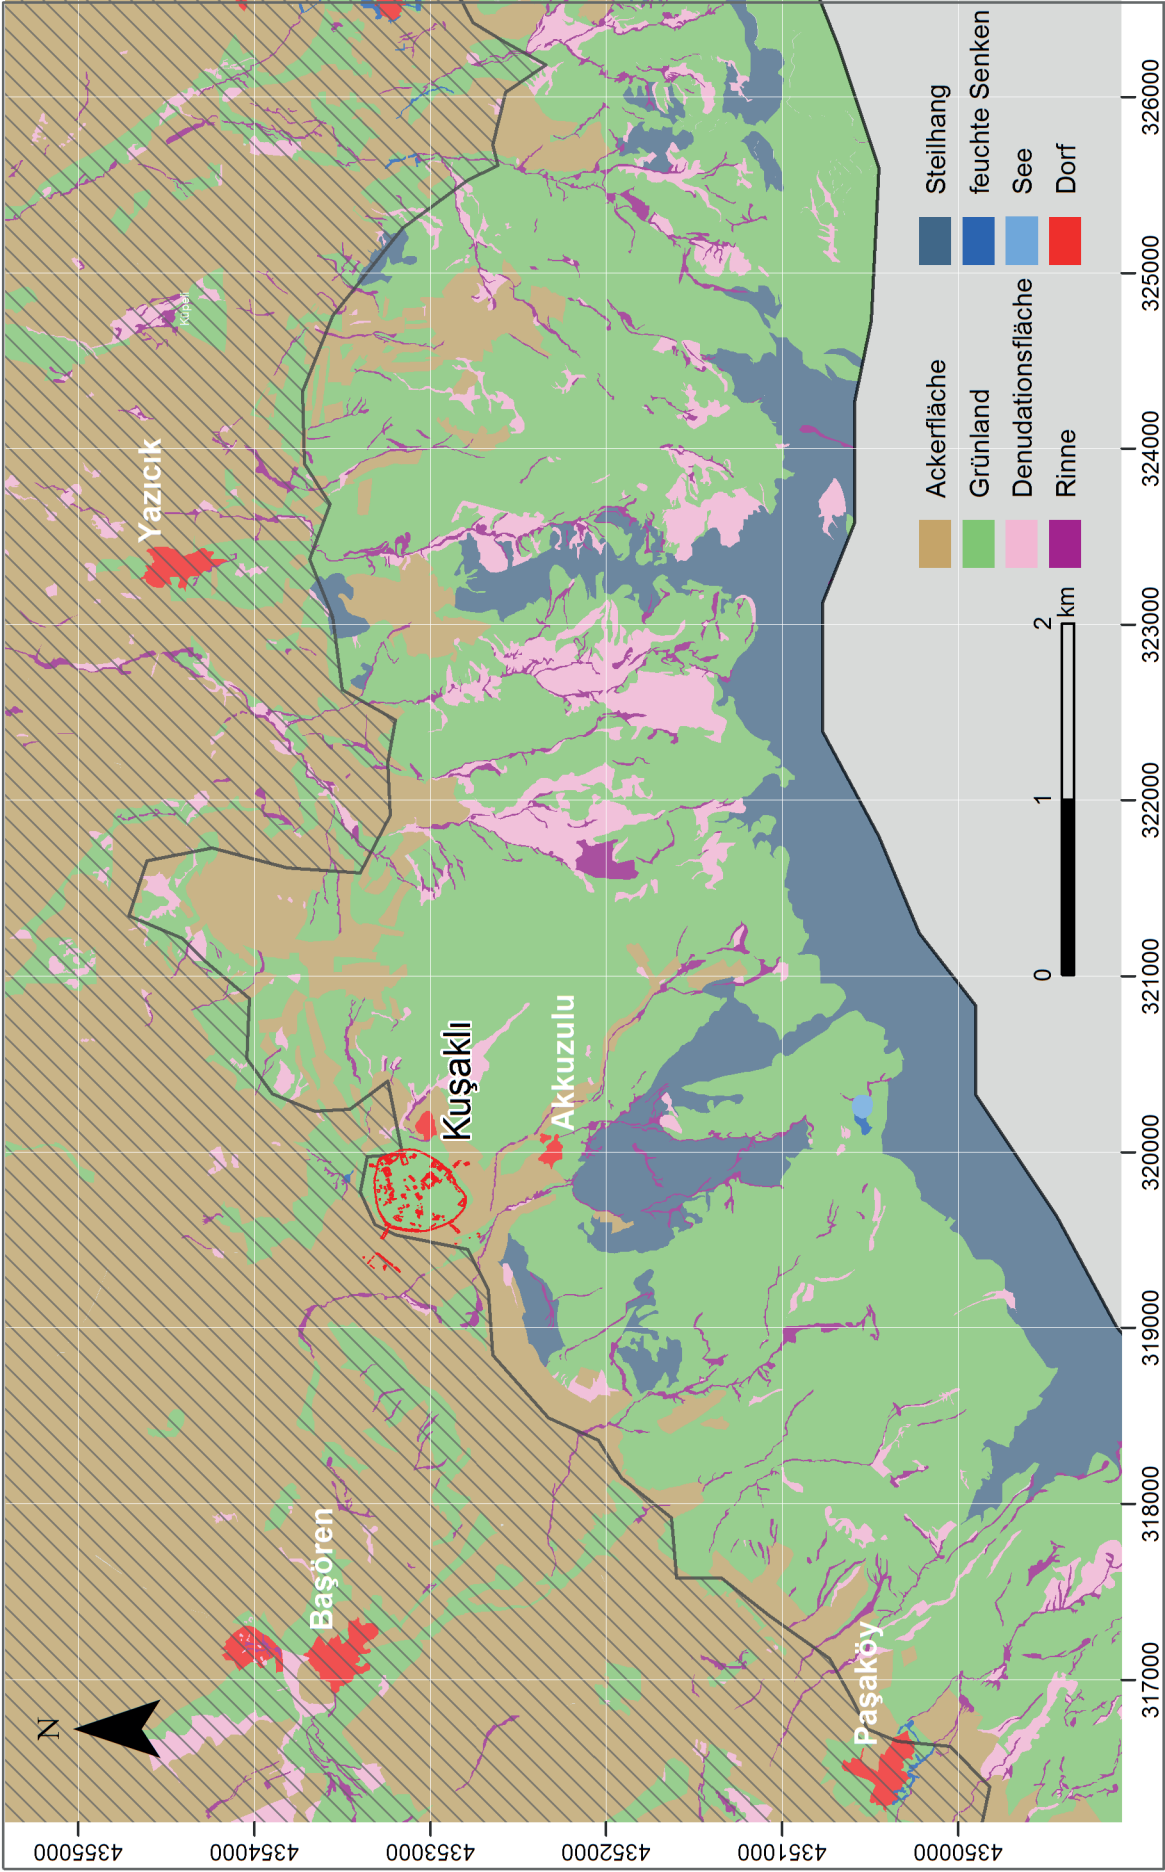 N
Yazıcık
Küpeli
Başören
Kuşaklı
Akkuzulu
Paşaköy
Ackerfläche
Grünland
Denudationsfläche
Rinne
Steilhang
feuchte Senken
See
Dorf
0
1
2
km
4355000
4354000
4353000
4352000
4351000
4350000
317000
318000
319000
320000
321000
322000
323000
324000
325000
326000